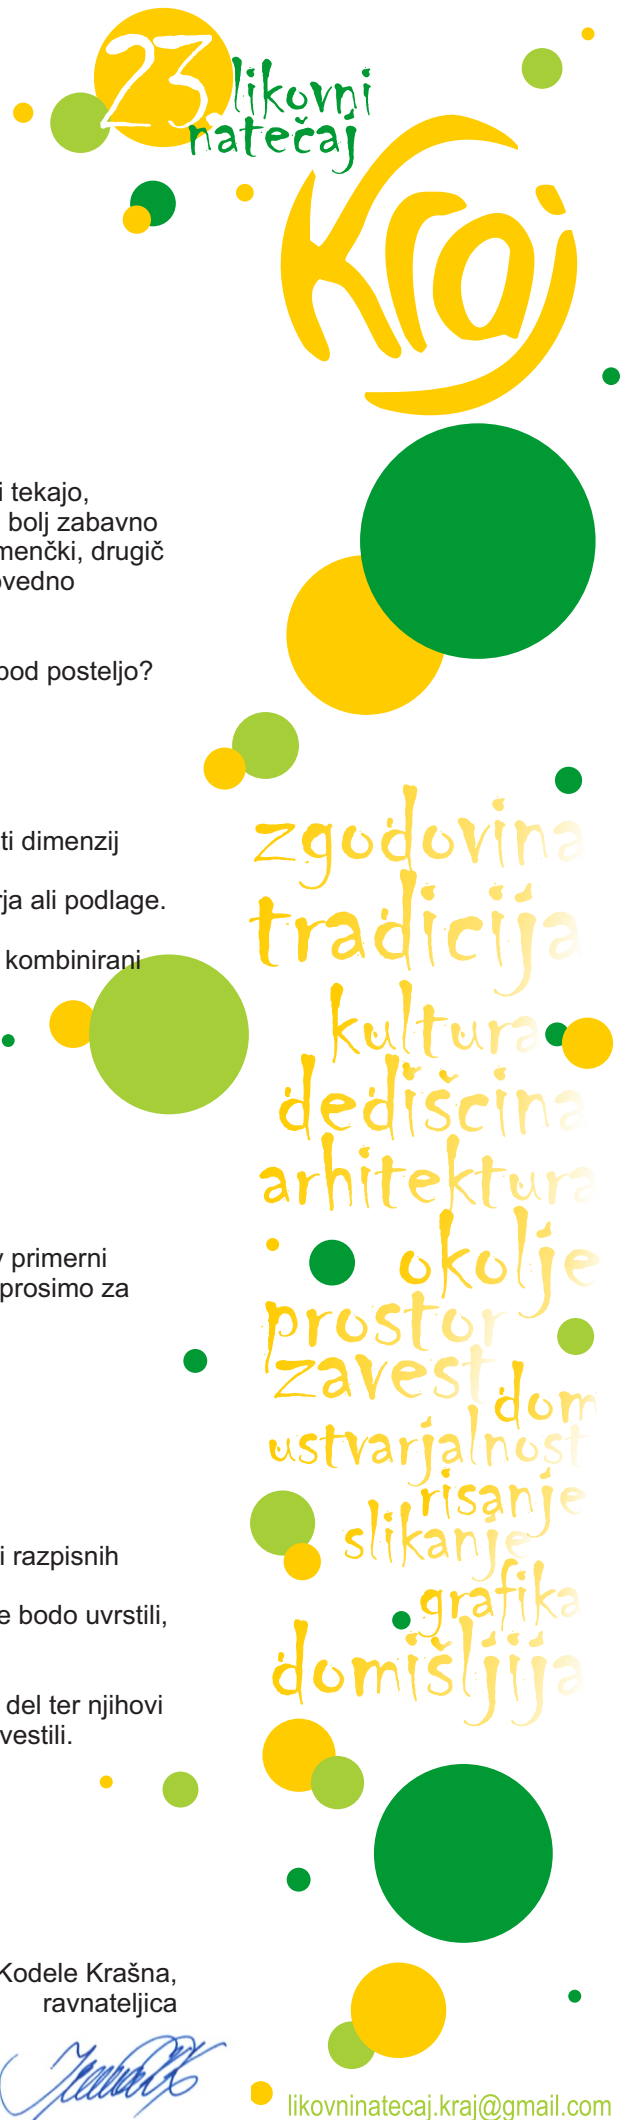 23
likovni
natečaj
Kraj
i tekajo,
bolj zabavno
menčki, drugič
ovedno
pod posteljo?
ti dimenzij
rja ali podlage.
kombinirani
v primerni
prosimo za
i razpisnih
e bodo uvrstili,
del ter njihovi
vestili.
Kodele Krašna,
ravnateljica
zgodovina
tradicija
kultura
dediščina
arhitektura
okolje
prostor
zavest
dom
ustvarjalnost
risanje
slikanje
grafika
domišljija
likovninatecaj.kraj@gmail.com